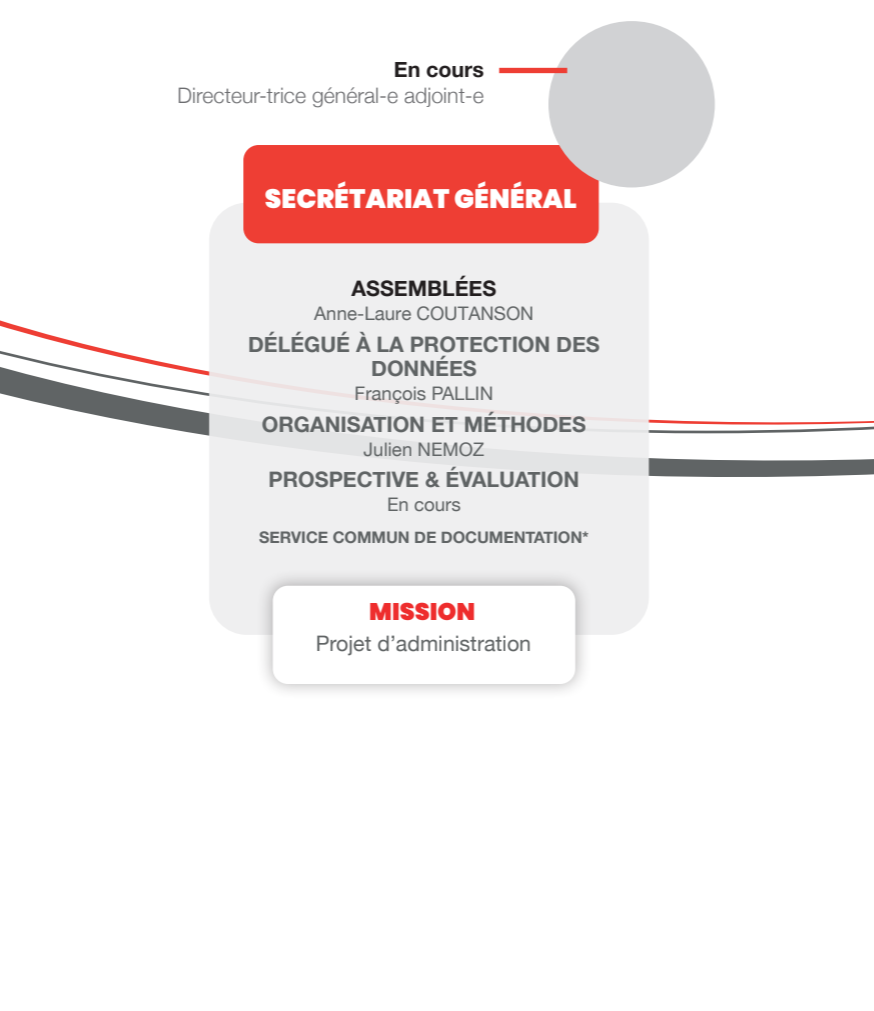 En cours
Directeur-trice général-e adjoint-e
SECRÉTARIAT GÉNÉRAL
ASSEMBLÉES
Anne-Laure COUTANSON
DÉLÉGUÉ À LA PROTECTION DES
DONNÉES
François PALLIN
ORGANISATION ET MÉTHODES
Julien NEMOZ
PROSPECTIVE & ÉVALUATION
En cours
SERVICE COMMUN DE DOCUMENTATION*
MISSION
Projet d’administration